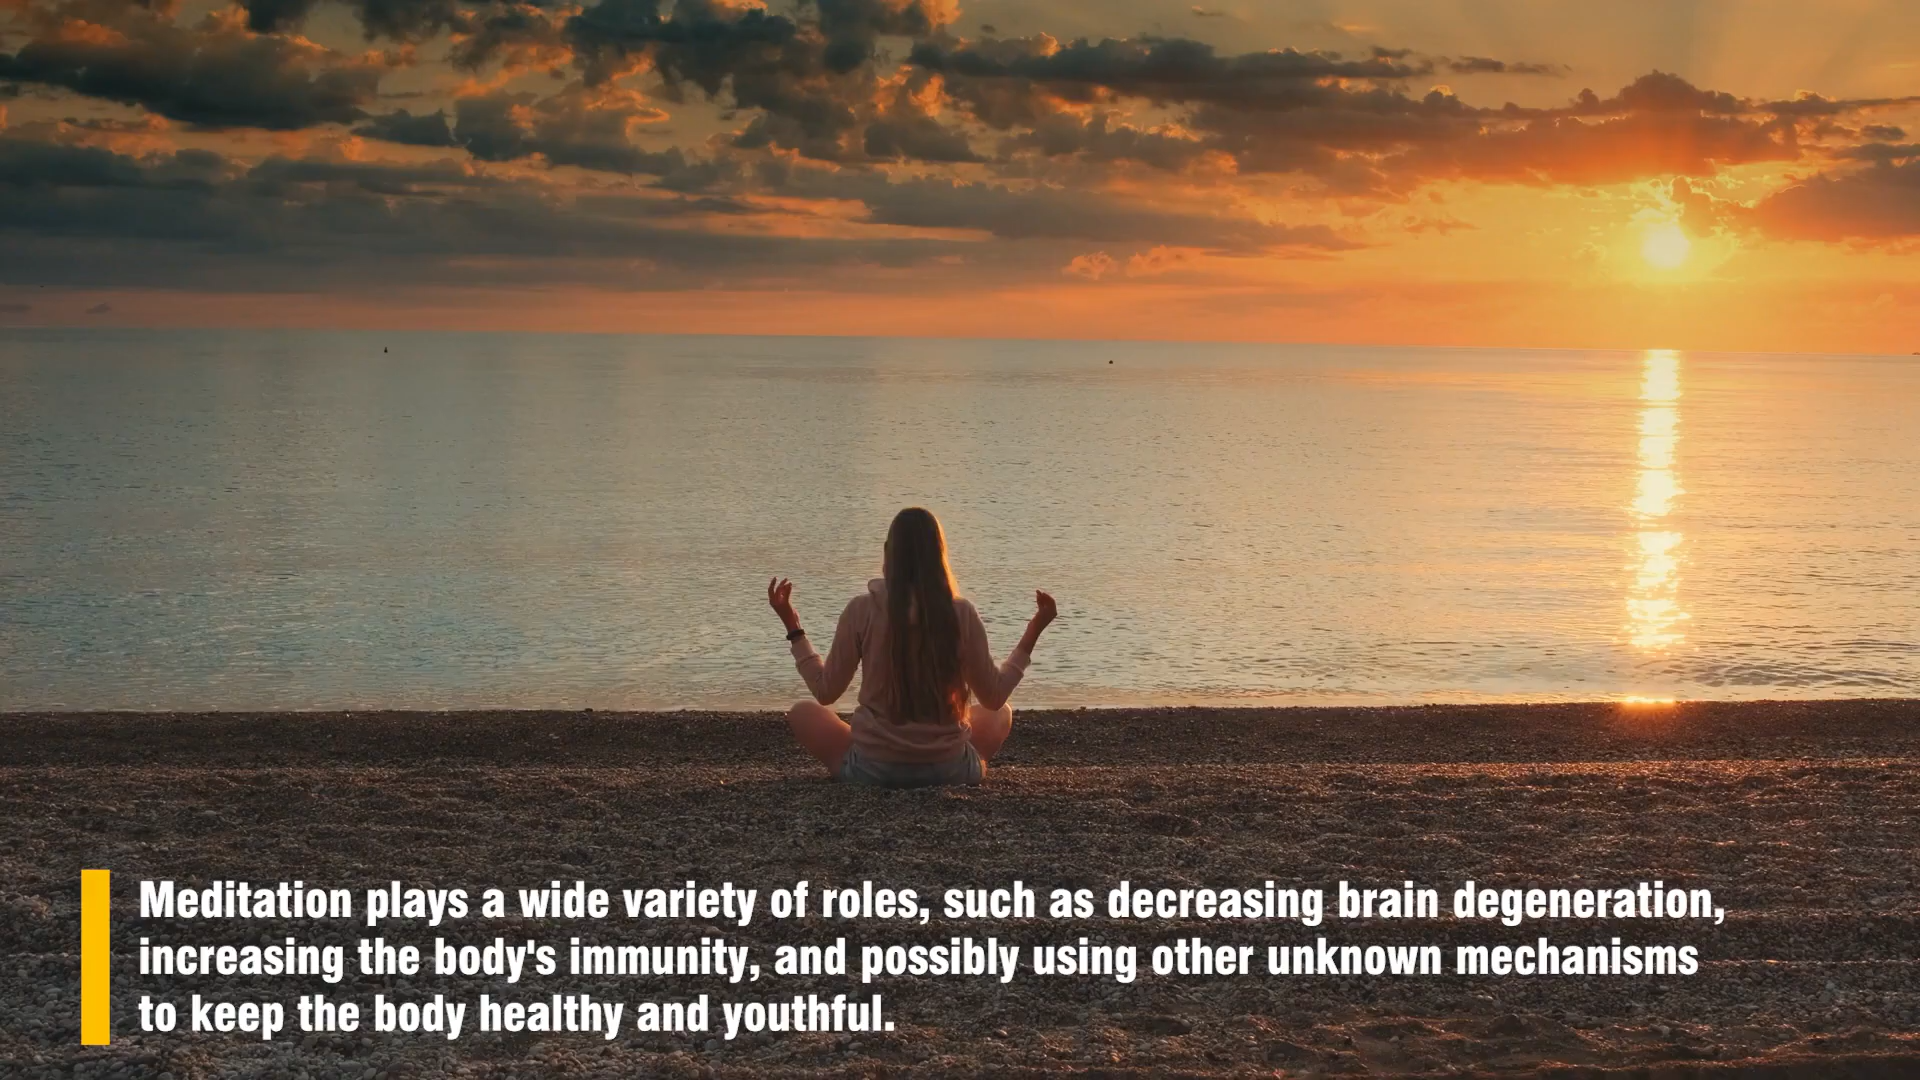 Meditation plays a wide variety of roles, such as decreasing brain degeneration,
increasing the body's immunity, and possibly using other unknown mechanisms
to keep the body healthy and youthful.